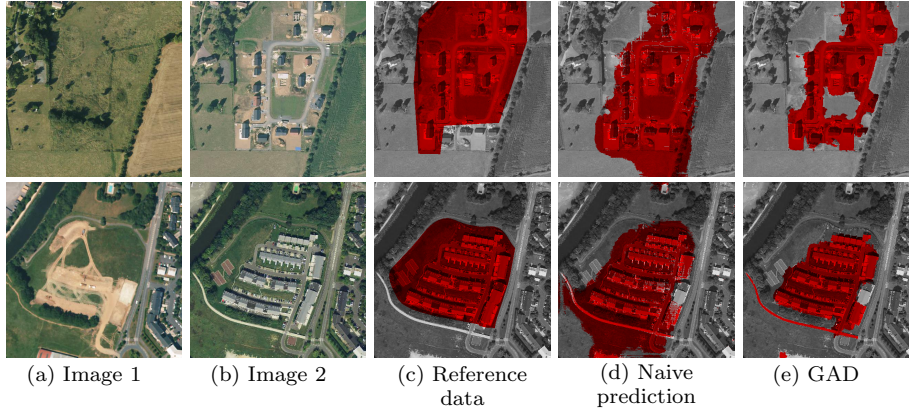 (a) Image 1
(b) Image 2
(c) Reference
data
(d) Naive
prediction
(e) GAD